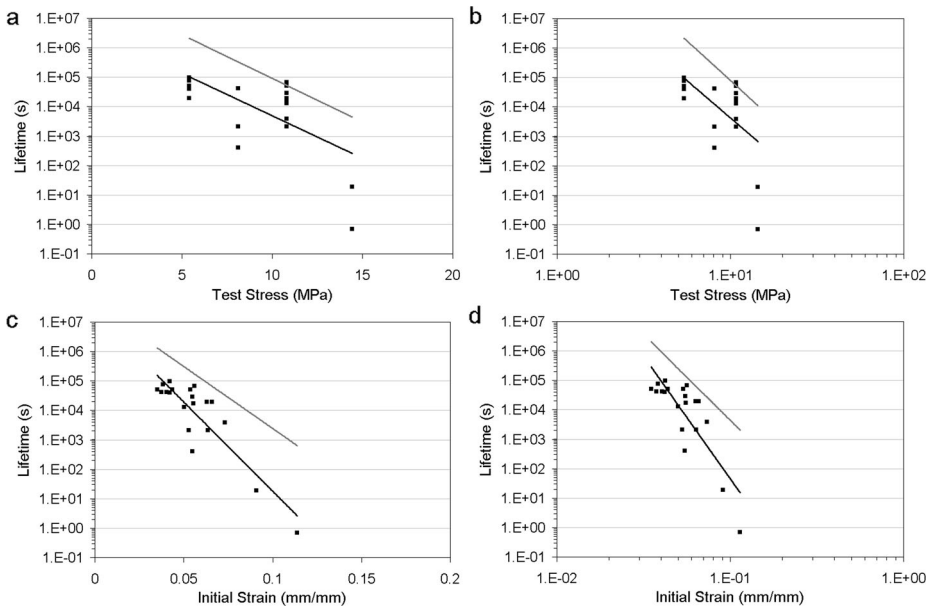 a
1.E+07
1.E+06
1.E+05
1.E+04
1.E+03
1.E+02
1.E+01
1.E+00
1.E-01
Lifetime (s)
0 5 10 15 20
Test Stress (MPa)
b
1.E+07
1.E+06
1.E+05
1.E+04
1.E+03
1.E+02
1.E+01
1.E+00
1.E-01
Lifetime (s)
1.E+00 1.E+01 1.E+02
Test Stress (MPa)
c
1.E+07
1.E+06
1.E+05
1.E+04
1.E+03
1.E+02
1.E+01
1.E+00
1.E-01
Lifetime (s)
0 0.05 0.1 0.15 0.2
Initial Strain (mm/mm)
d
1.E+07
1.E+06
1.E+05
1.E+04
1.E+03
1.E+02
1.E+01
1.E+00
1.E-01
Lifetime (s)
1.E-02 1.E-01 1.E+00
Initial Strain (mm/mm)